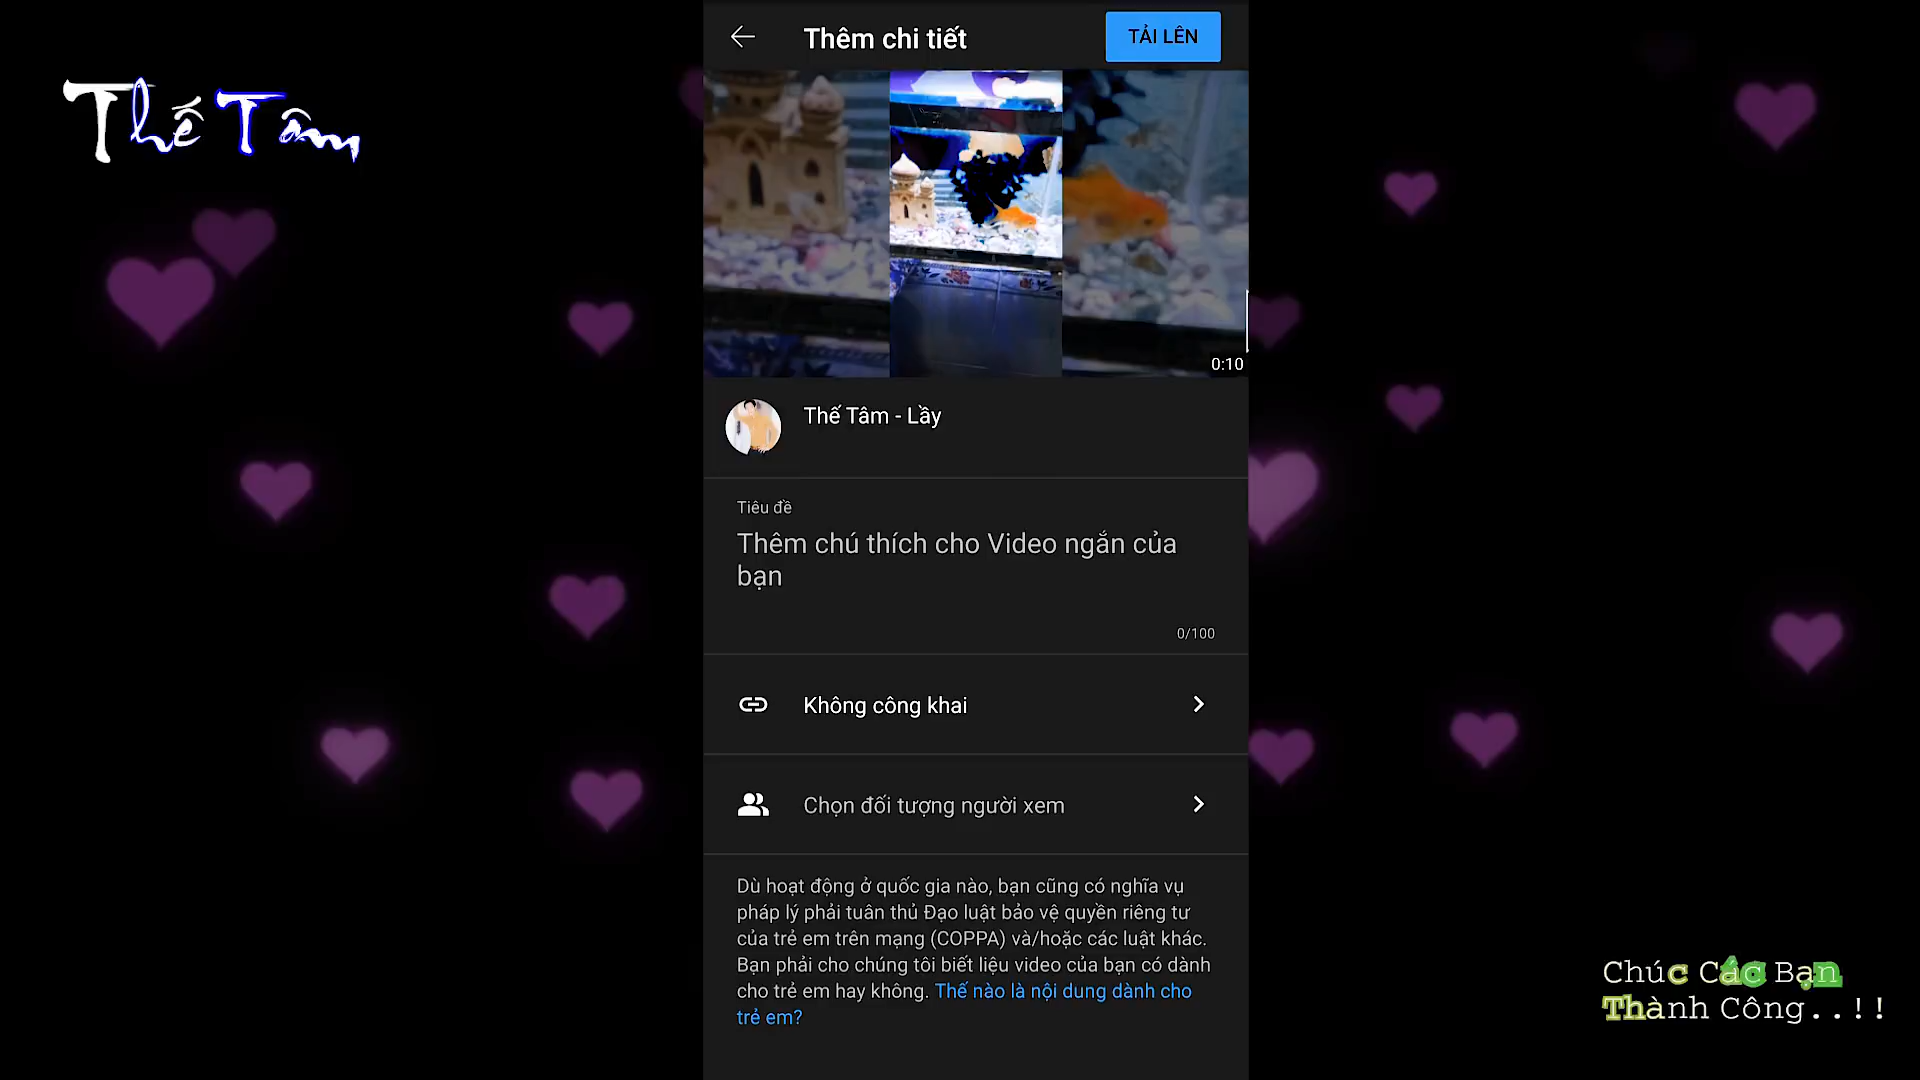 Thế Tâm
Thêm chi tiết
TẢI LÊN
0:10
Thế Tâm - Lầy
Tiêu đề
Thêm chú thích cho Video ngắn của
bạn
0/100
Không công khai
Chọn đối tượng người xem
Dù hoạt động ở quốc gia nào, bạn cũng có nghĩa vụ
pháp lý phải tuân thủ Đạo luật bảo vệ quyền riêng tư
của trẻ em trên mạng (COPPA) và/hoặc các luật khác.
Bạn phải cho chúng tôi biết liệu video của bạn có dành
cho trẻ em hay không. Thế nào là nội dung dành cho
trẻ em?
Chúc Các Bạn
Thành Công..!!